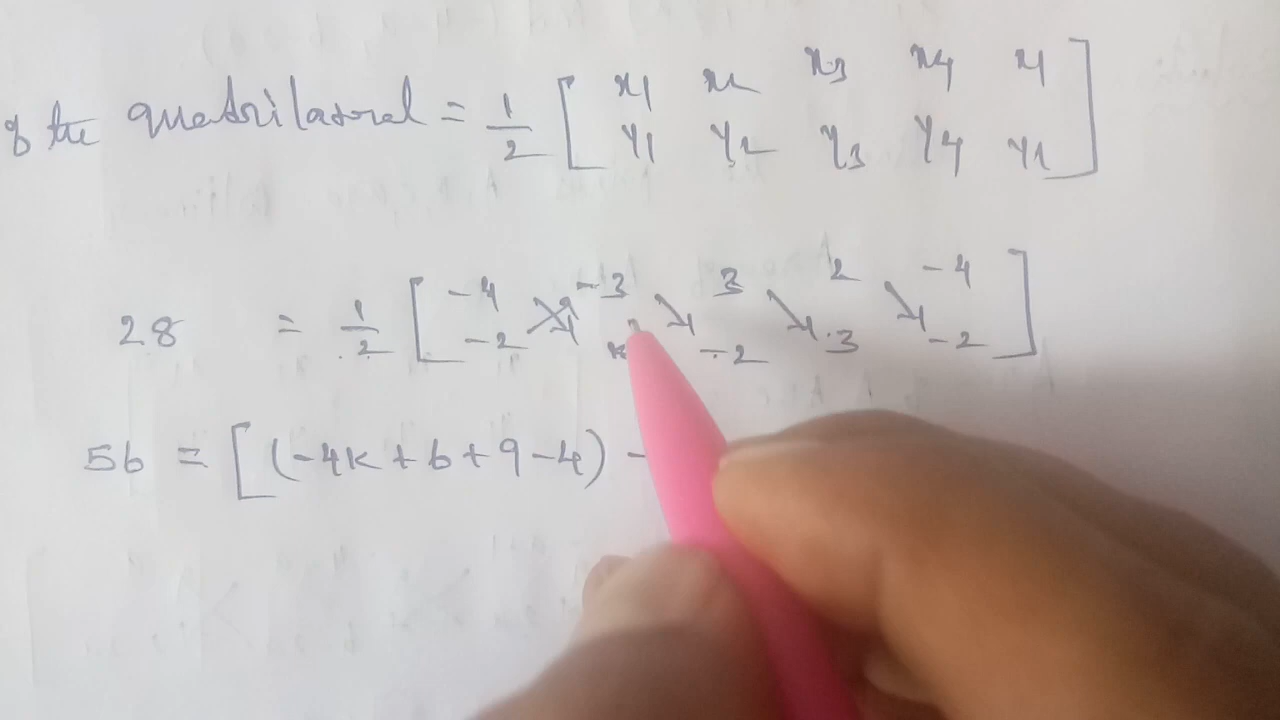 of the quadrilateral = 1/2 [ x1 x2 x3 x4 x1
y1 y2 y3 y4 y1 ]
28 = 1/2 [ -4 -3 3 2 -4
-2 k -2 3 -2 ]
56 = [ (-4k + 6 + 9 - 4) -